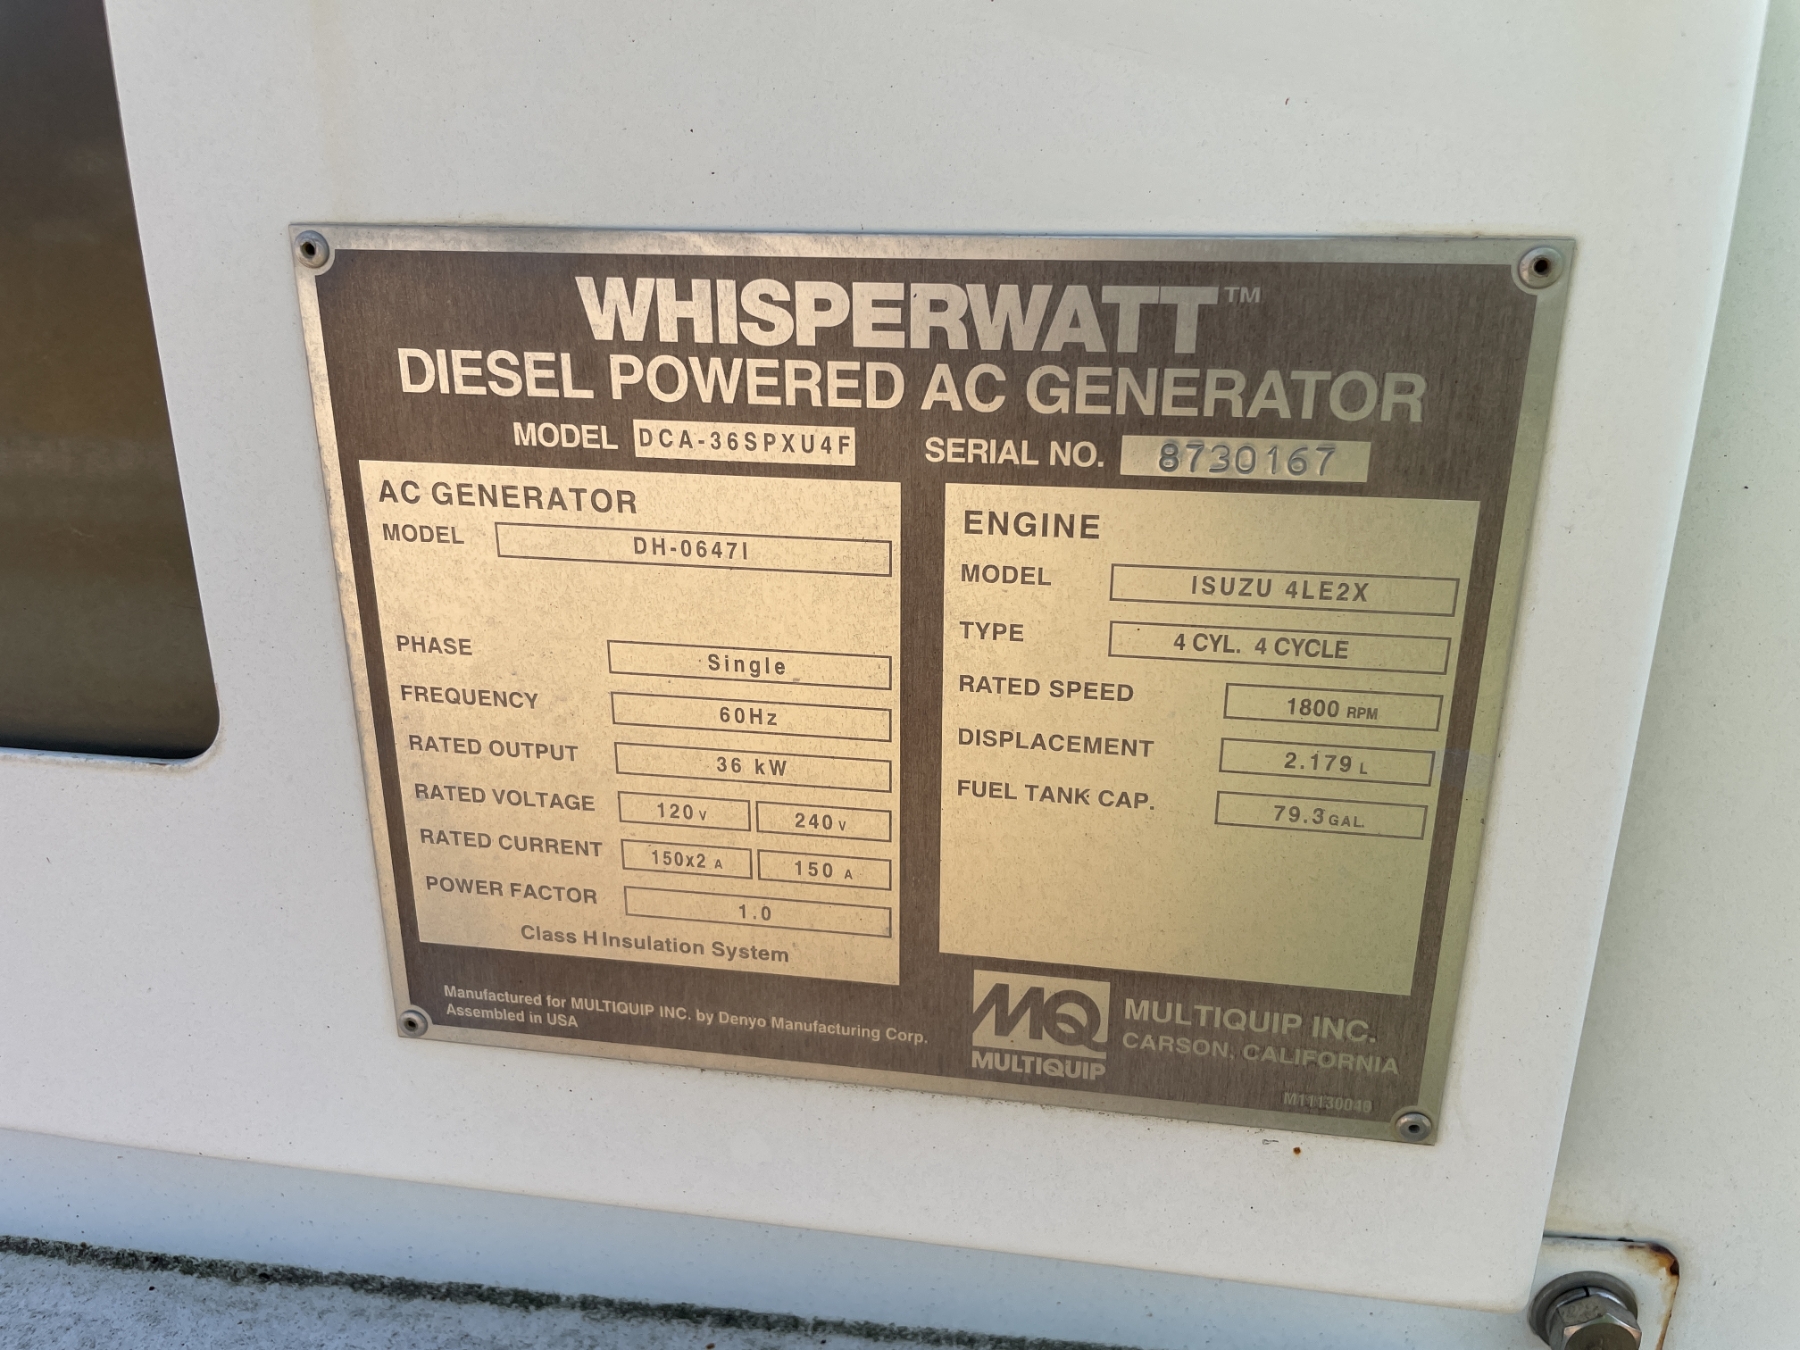 WHISPERWATT™
DIESEL POWERED AC GENERATOR
MODEL DCA-36SPXU4F SERIAL NO. 8730167
AC GENERATOR
MODEL DH-0647I
PHASE Single
FREQUENCY 60Hz
RATED OUTPUT 36 kW
RATED VOLTAGE 120 V 240 V
RATED CURRENT 150x2 A 150 A
POWER FACTOR 1.0
Class H Insulation System
ENGINE
MODEL ISUZU 4LE2X
TYPE 4 CYL. 4 CYCLE
RATED SPEED 1800 RPM
DISPLACEMENT 2.179 L
FUEL TANK CAP. 79.3 GAL.
Manufactured for MULTIQUIP INC. by Denyo Manufacturing Corp.
Assembled in USA
MQ
MULTIQUIP
MULTIQUIP INC.
CARSON, CALIFORNIA
M11130049